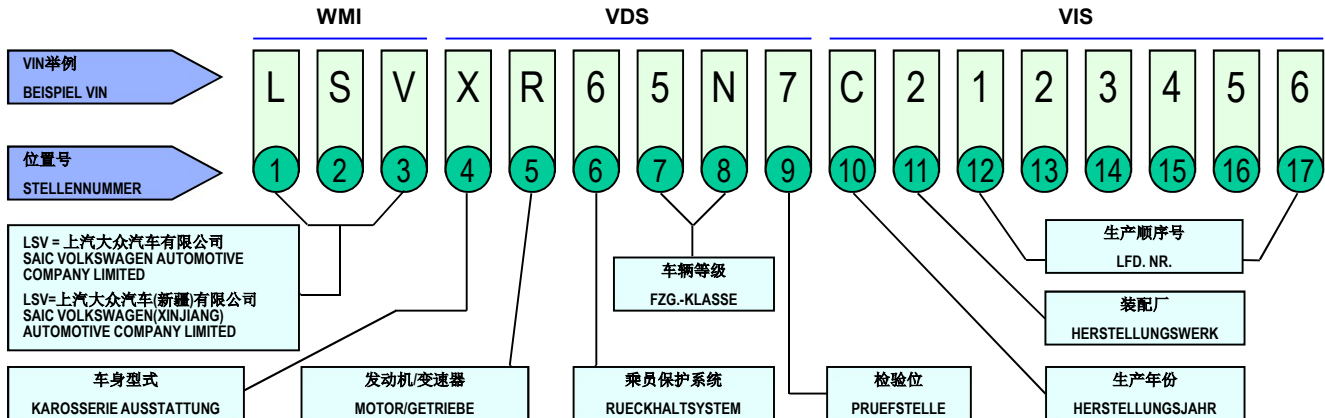 WMI VDS VIS
VIN举例
BEISPIEL VIN
L S V X R 6 5 N 7 C 2 1 2 3 4 5 6
位置号
STELLENNUMMER
1 2 3 4 5 6 7 8 9 10 11 12 13 14 15 16 17
LSV = 上汽大众汽车有限公司
SAIC VOLKSWAGEN AUTOMOTIVE
COMPANY LIMITED
LSV=上汽大众汽车(新疆)有限公司
SAIC VOLKSWAGEN(XINJIANG)
AUTOMOTIVE COMPANY LIMITED
车辆等级
FZG.-KLASSE
生产顺序号
LFD. NR.
装配厂
HERSTELLUNGSWERK
车身型式
KAROSSERIE AUSSTATTUNG
发动机/变速器
MOTOR/GETRIEBE
乘员保护系统
RUECKHALTSYSTEM
检验位
PRUEFSTELLE
生产年份
HERSTELLUNGSJAHR